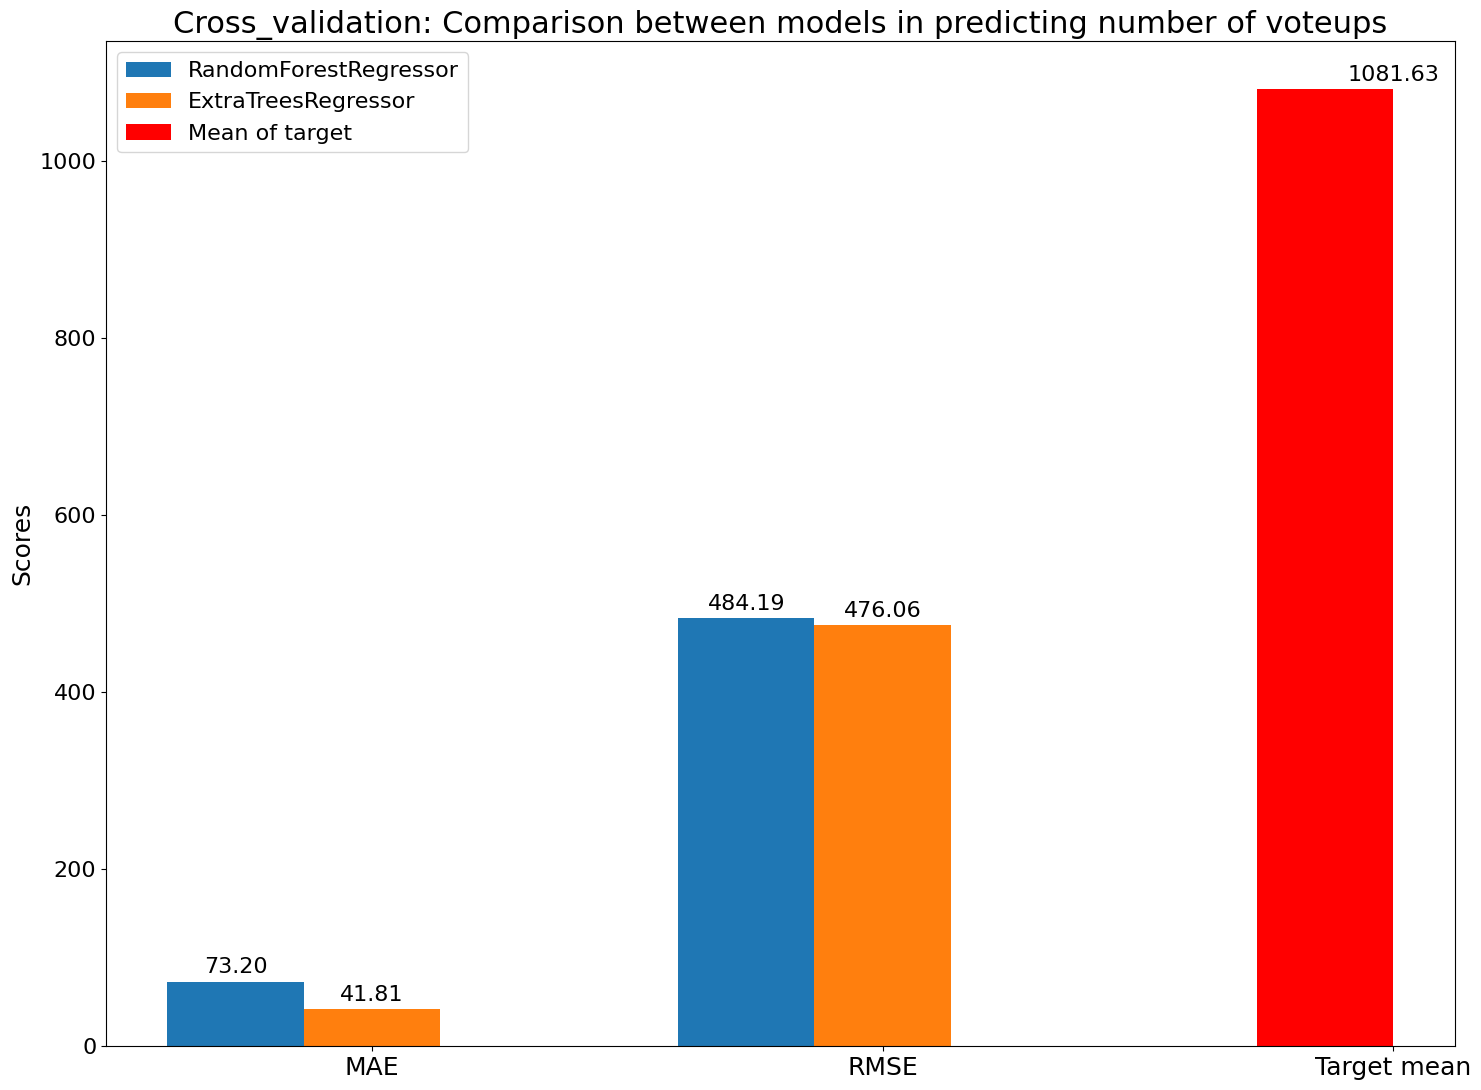 Cross_validation: Comparison between models in predicting number of voteups
RandomForestRegressor
ExtraTreesRegressor
Mean of target
1081.63
1000
800
600
484.19
476.06
400
200
73.20
41.81
0
Scores
MAE
RMSE
Target mean